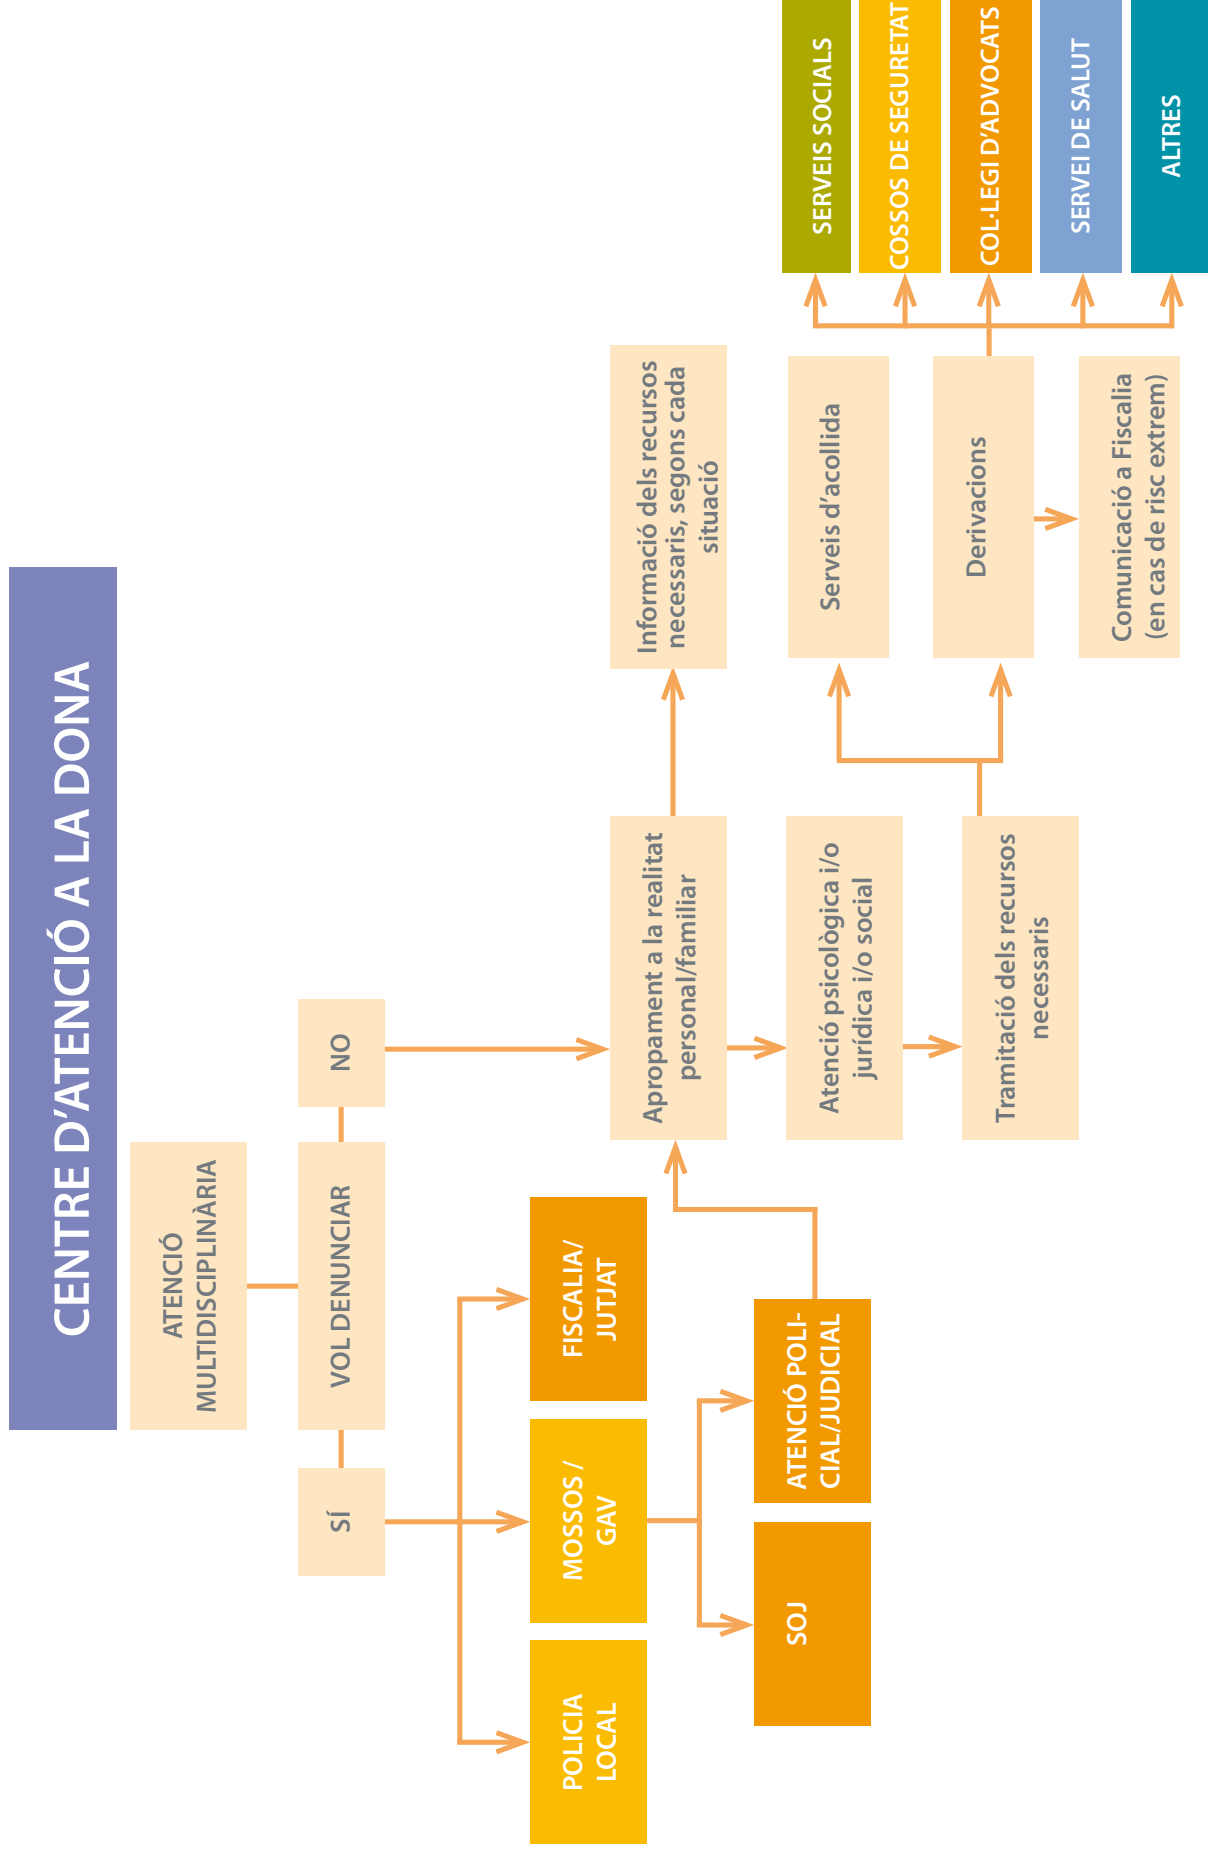 CENTRE D'ATENCIÓ A LA DONA
ATENCIÓ
MULTIDISCIPLINÀRIA
SÍ
VOL DENUNCIAR
NO
POLICIA
LOCAL
MOSSOS /
GAV
FISCALIA/
JUTJAT
SOJ
ATENCIÓ POLI-
CIAL/JUDICIAL
Apropament a la realitat
personal/familiar
Informació dels recursos
necessaris, segons cada
situació
Atenció psicològica i/o
jurídica i/o social
Tramitació dels recursos
necessaris
Serveis d’acollida
Derivacions
Comunicació a Fiscalia
(en cas de risc extrem)
SERVEIS SOCIALS
COSSOS DE SEGURETAT
COL·LEGI D’ADVOCATS
SERVEI DE SALUT
ALTRES